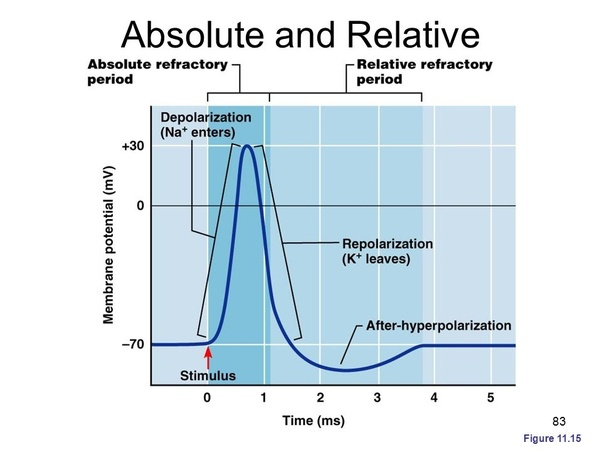 Absolute and Relative
Absolute refractory
period
Relative refractory
period
Depolarization
(Na⁺ enters)
+30
0
–70
Membrane potential (mV)
Repolarization
(K⁺ leaves)
After-hyperpolarization
Stimulus
0 1 2 3 4 5
Time (ms)
83
Figure 11.15